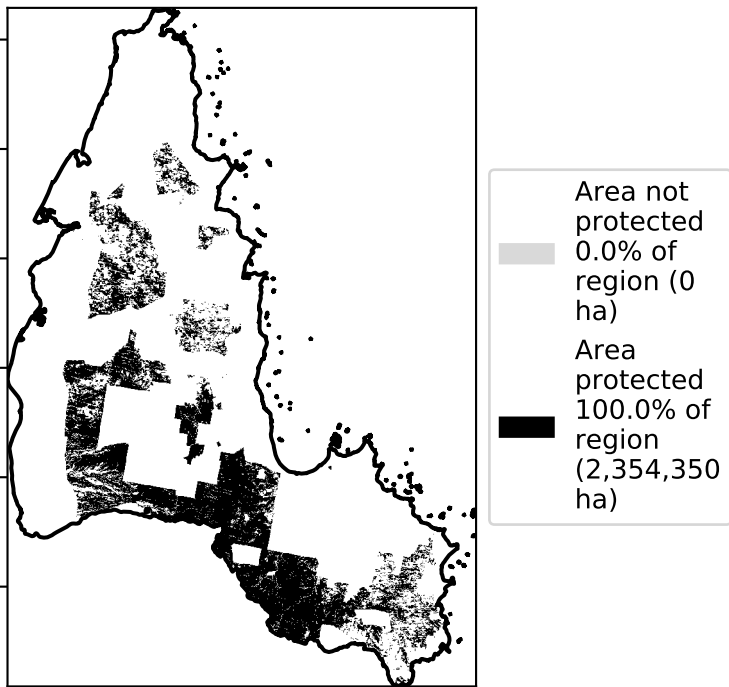 Area not
protected
0.0% of
region (0
ha)
Area
protected
100.0% of
region
(2,354,350
ha)